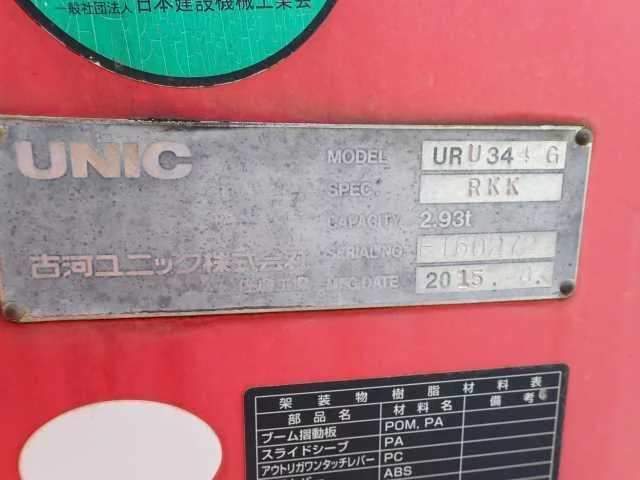 一般社団法人 日本建設機械工業会
UNIC
MODEL URU344 G
SPEC. RKK
CAPACITY 2.93t
SERIAL NO.
古河ユニック株式会社
MFG DATE 2015.
架装物樹脂材料表
部品名 材料名 備考
ブーム摺動板 POM, PA
スライドシーブ PA
アウトリガワンタッチレバー PC
ABS